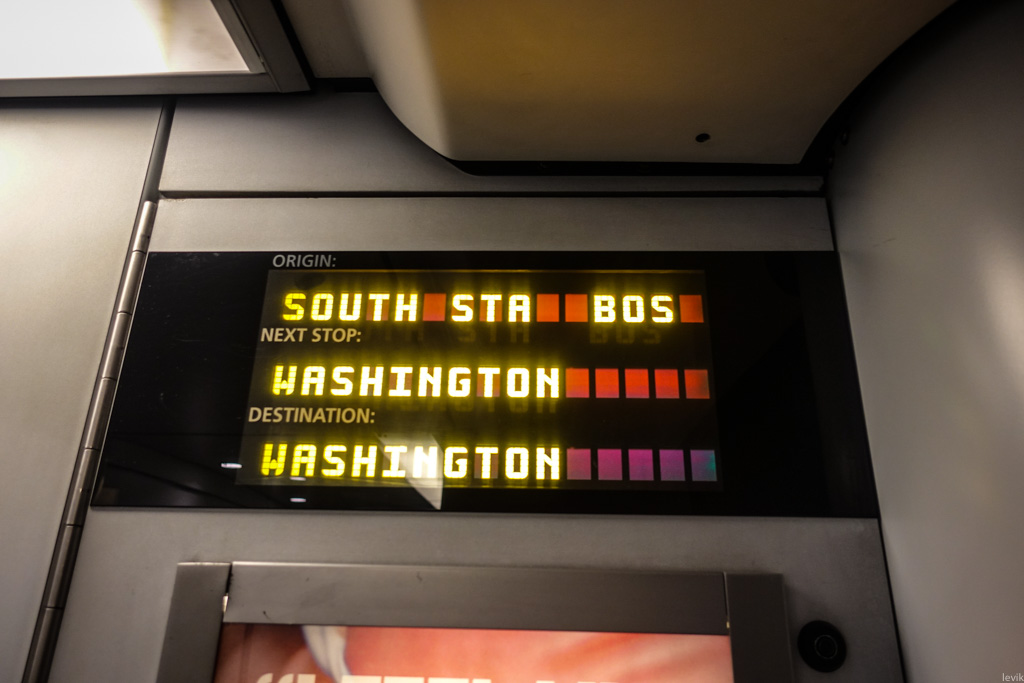 ORIGIN:
SOUTH STA BOS
NEXT STOP:
WASHINGTON
DESTINATION:
WASHINGTON
levik